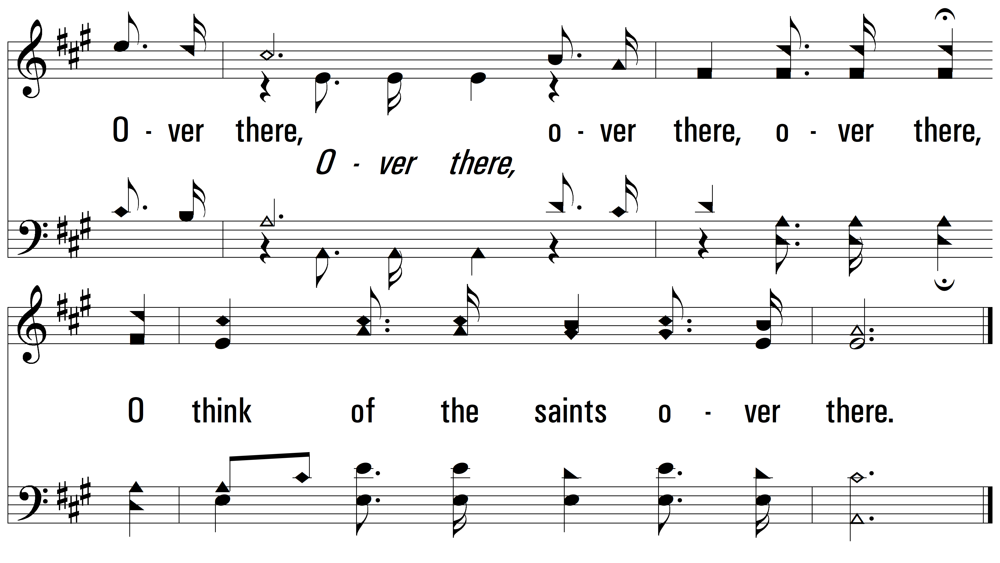 O - ver there, o - ver there, o - ver there,
O - ver there,
O think of the saints o - ver there.